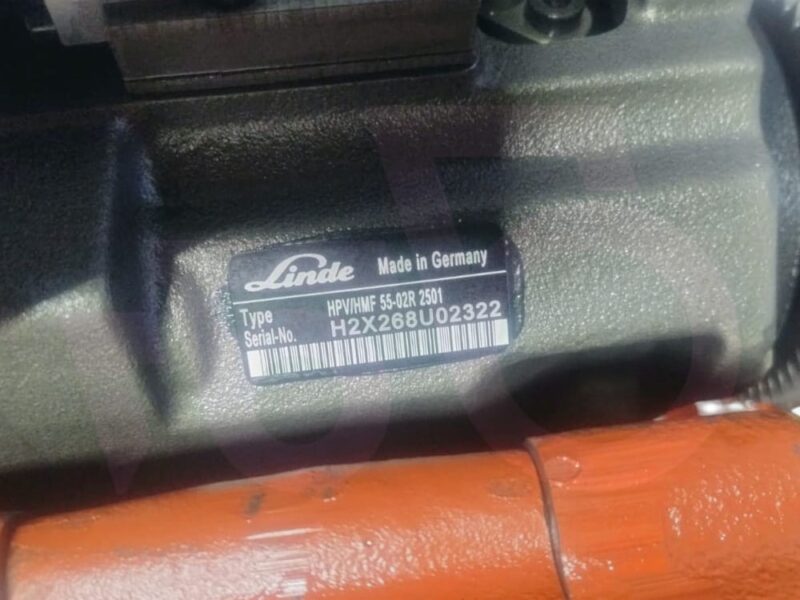 Linde Made in Germany
Type HPV/HMF 55-02R 2501
Serial-No. H2X268U02322